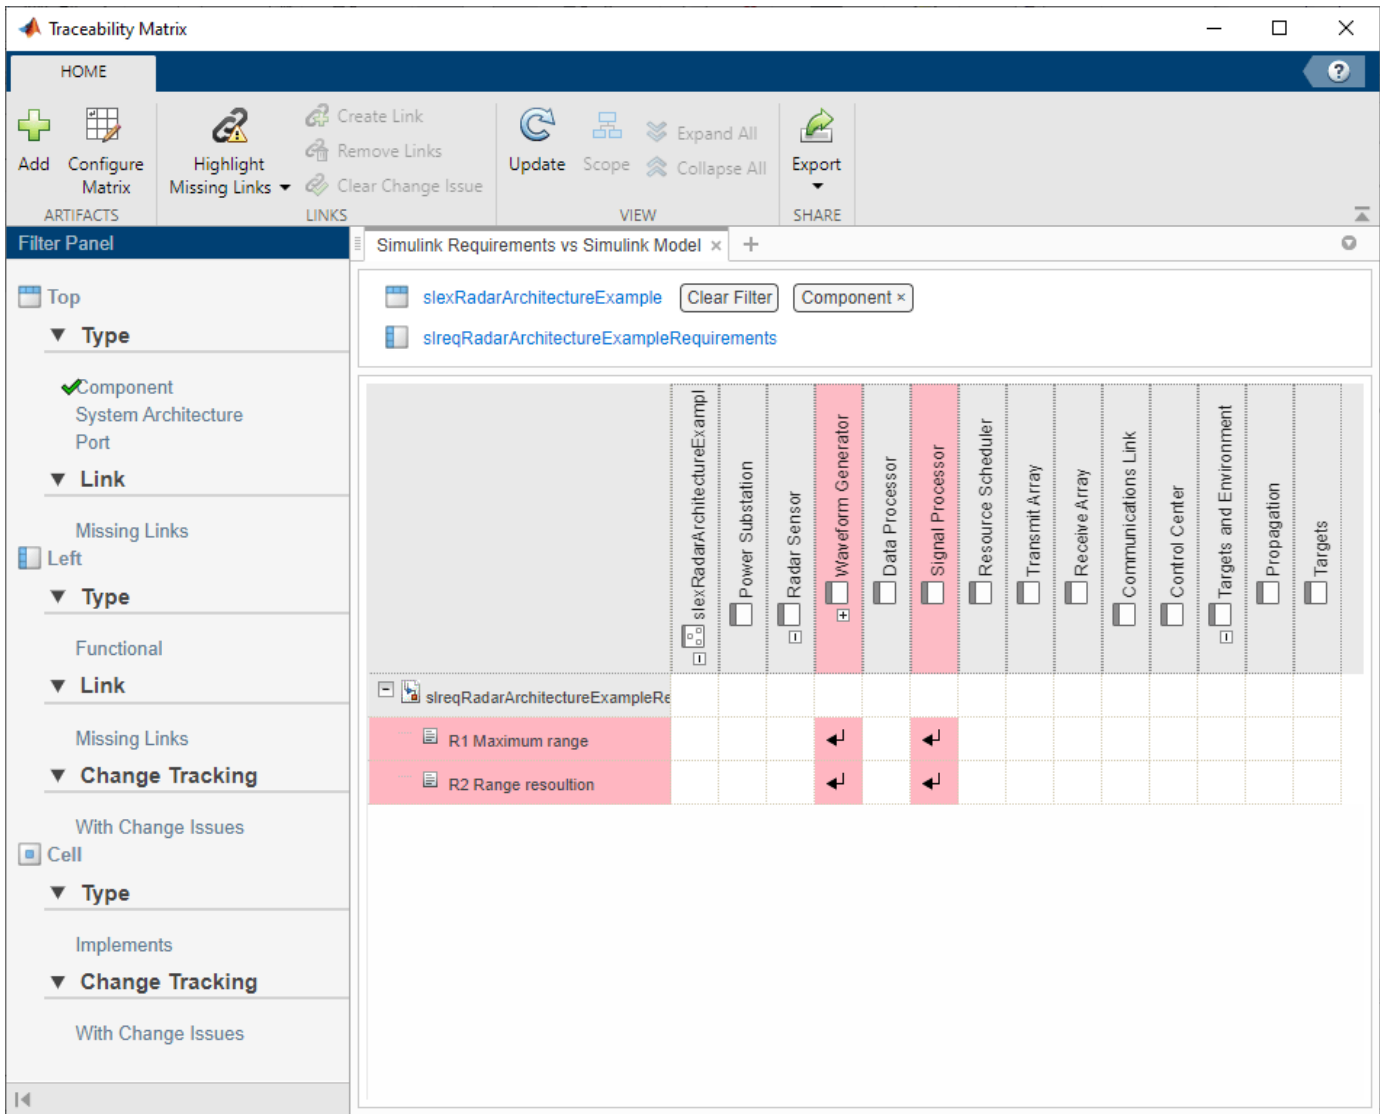 Traceability Matrix
HOME
Add
Configure
Matrix
Highlight
Missing Links
Create Link
Remove Links
Clear Change Issue
Update
Scope
Expand All
Collapse All
Export
ARTIFACTS
LINKS
VIEW
SHARE
Filter Panel
Top
Type
Component
System Architecture
Port
Link
Missing Links
Left
Type
Functional
Link
Missing Links
Change Tracking
With Change Issues
Cell
Type
Implements
Change Tracking
With Change Issues
Simulink Requirements vs Simulink Model
slexRadarArchitectureExample Clear Filter Component ×
slreqRadarArchitectureExampleRequirements
slexRadarArchitectureExampl
Power Substation
Radar Sensor
Waveform Generator
Data Processor
Signal Processor
Resource Scheduler
Transmit Array
Receive Array
Communications Link
Control Center
Targets and Environment
Propagation
Targets
slreqRadarArchitectureExampleRe
R1 Maximum range
R2 Range resoultion